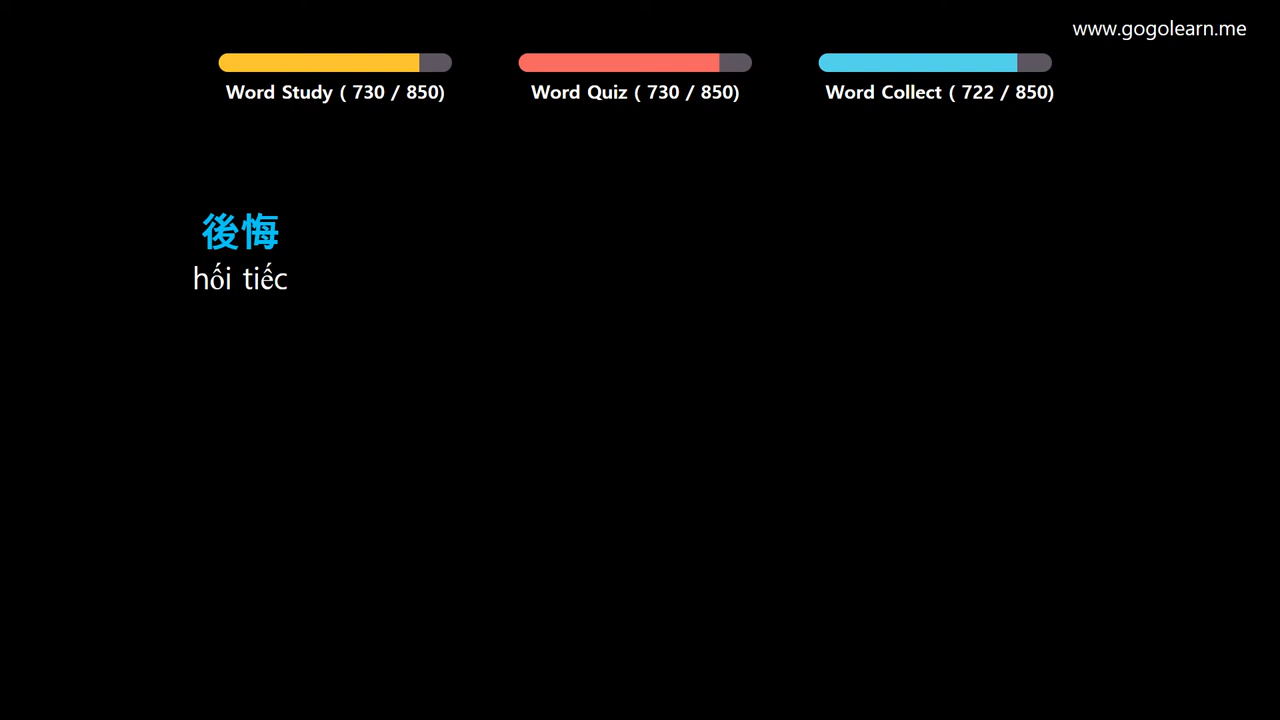 www.gogolearn.me
Word Study ( 730 / 850)
Word Quiz ( 730 / 850)
Word Collect ( 722 / 850)
後悔
hối tiếc